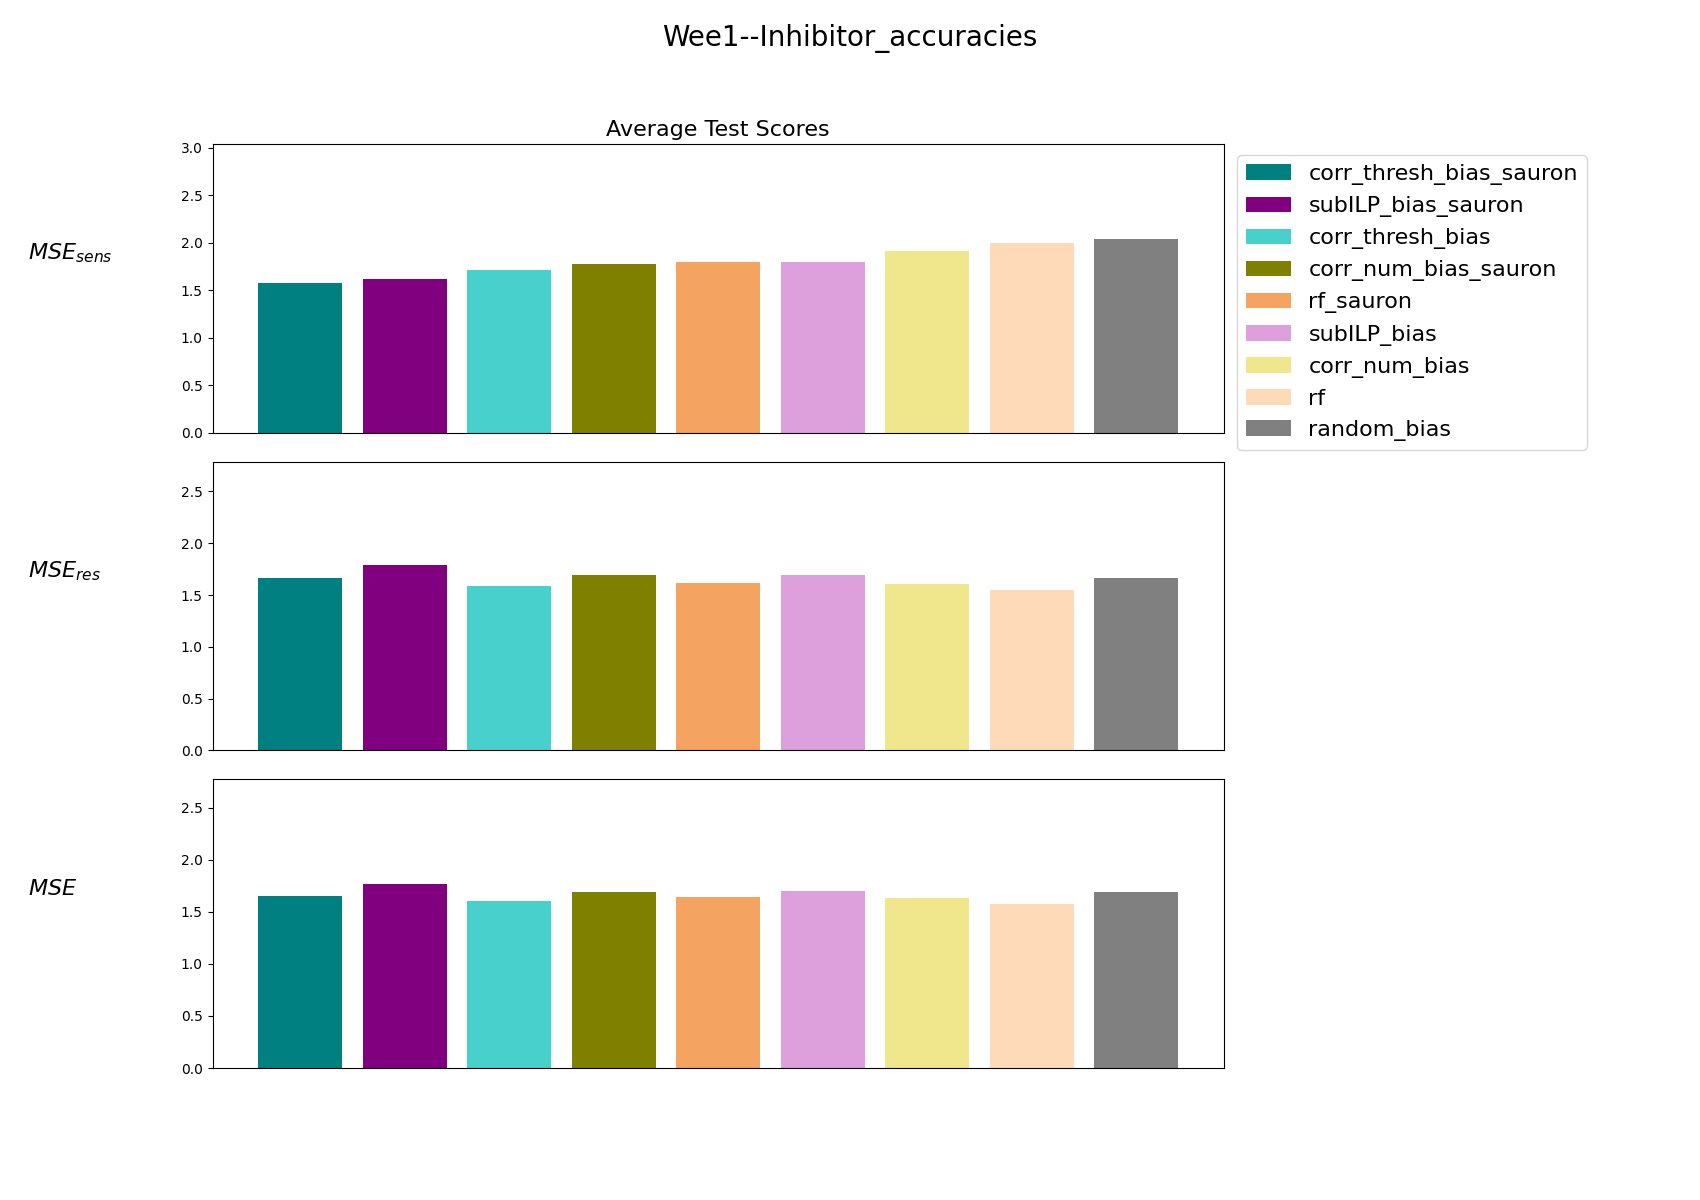 Wee1--Inhibitor_accuracies
Average Test Scores
MSE_sens
3.0
2.5
2.0
1.5
1.0
0.5
0.0
corr_thresh_bias_sauron
subILP_bias_sauron
corr_thresh_bias
corr_num_bias_sauron
rf_sauron
subILP_bias
corr_num_bias
rf
random_bias
MSE_res
2.5
2.0
1.5
1.0
0.5
0.0
MSE
2.5
2.0
1.5
1.0
0.5
0.0